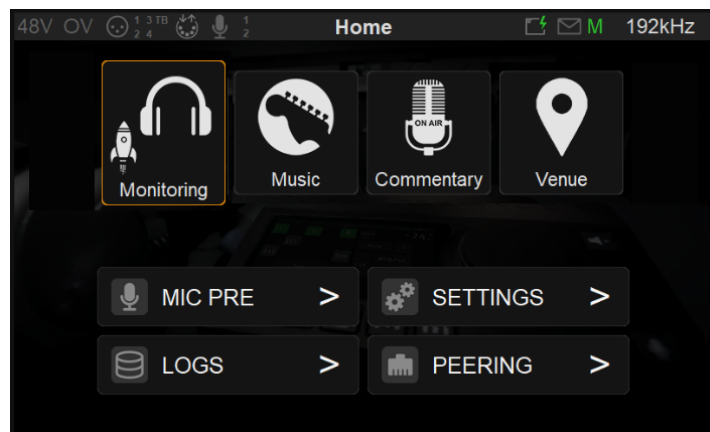 48V OV 1 3 TB 2 4 1 2 Home M 192kHz
ON AIR
Monitoring Music Commentary Venue
MIC PRE > SETTINGS >
LOGS > PEERING >